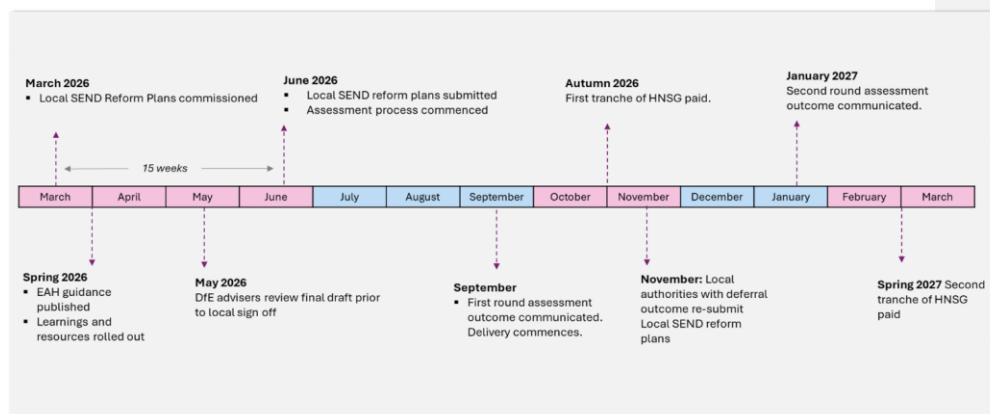 March 2026
▪ Local SEND Reform Plans commissioned
June 2026
▪ Local SEND reform plans submitted
▪ Assessment process commenced
Autumn 2026
First tranche of HNSG paid.
January 2027
Second round assessment
outcome communicated.
15 weeks
March April May June July August September October November December January February March
Spring 2026
▪ EAH guidance
published
▪ Learnings and
resources rolled out
May 2026
DfE advisers review final draft prior
to local sign off
September
▪ First round assessment
outcome communicated.
Delivery commences.
November: Local
authorities with deferral
outcome re-submit
Local SEND reform
plans
Spring 2027 Second
tranche of HNSG
paid